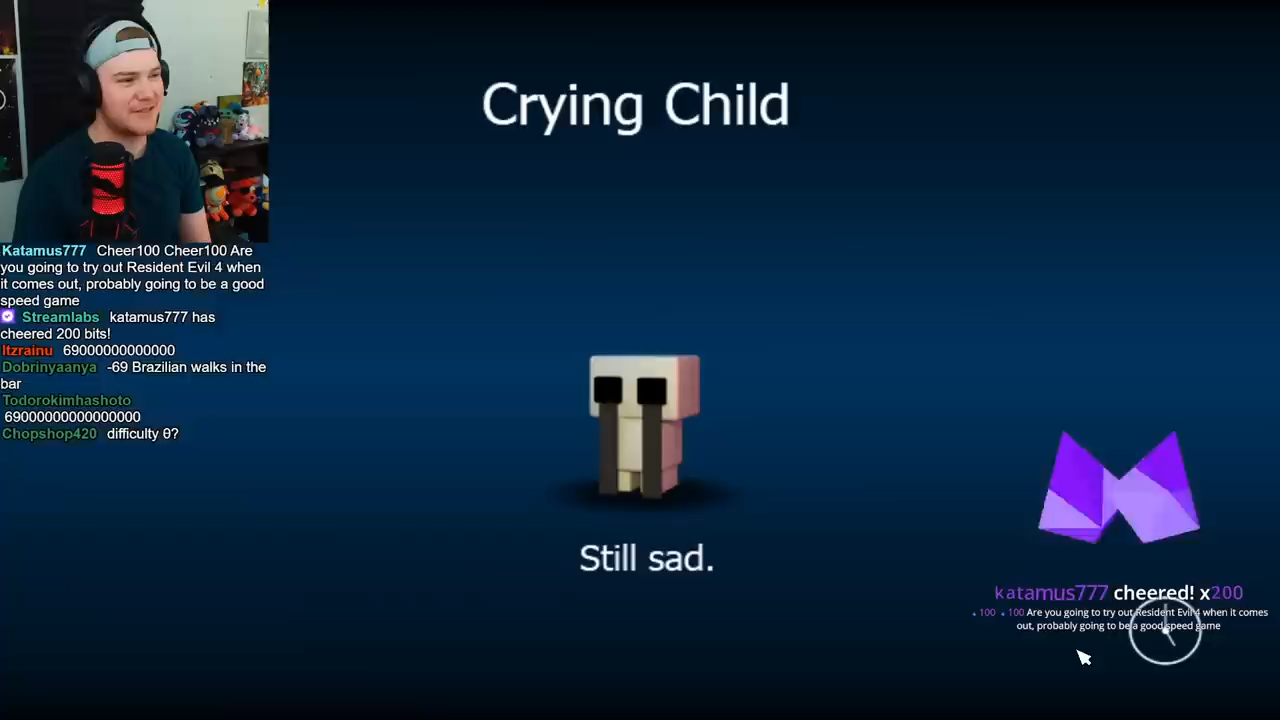 Crying Child
Katamus777 Cheer100 Cheer100 Are
you going to try out Resident Evil 4 when
it comes out, probably going to be a good
speed game
Streamlabs katamus777 has
cheered 200 bits!
Itzrainu 69000000000000
Dobrinyaanya -69 Brazilian walks in the
bar
Todorokimhashoto
69000000000000000
Chopshop420 difficulty θ?
Still sad.
katamus777 cheered! x200
100 100 Are you going to try out Resident Evil 4 when it comes
out, probably going to be a good speed game